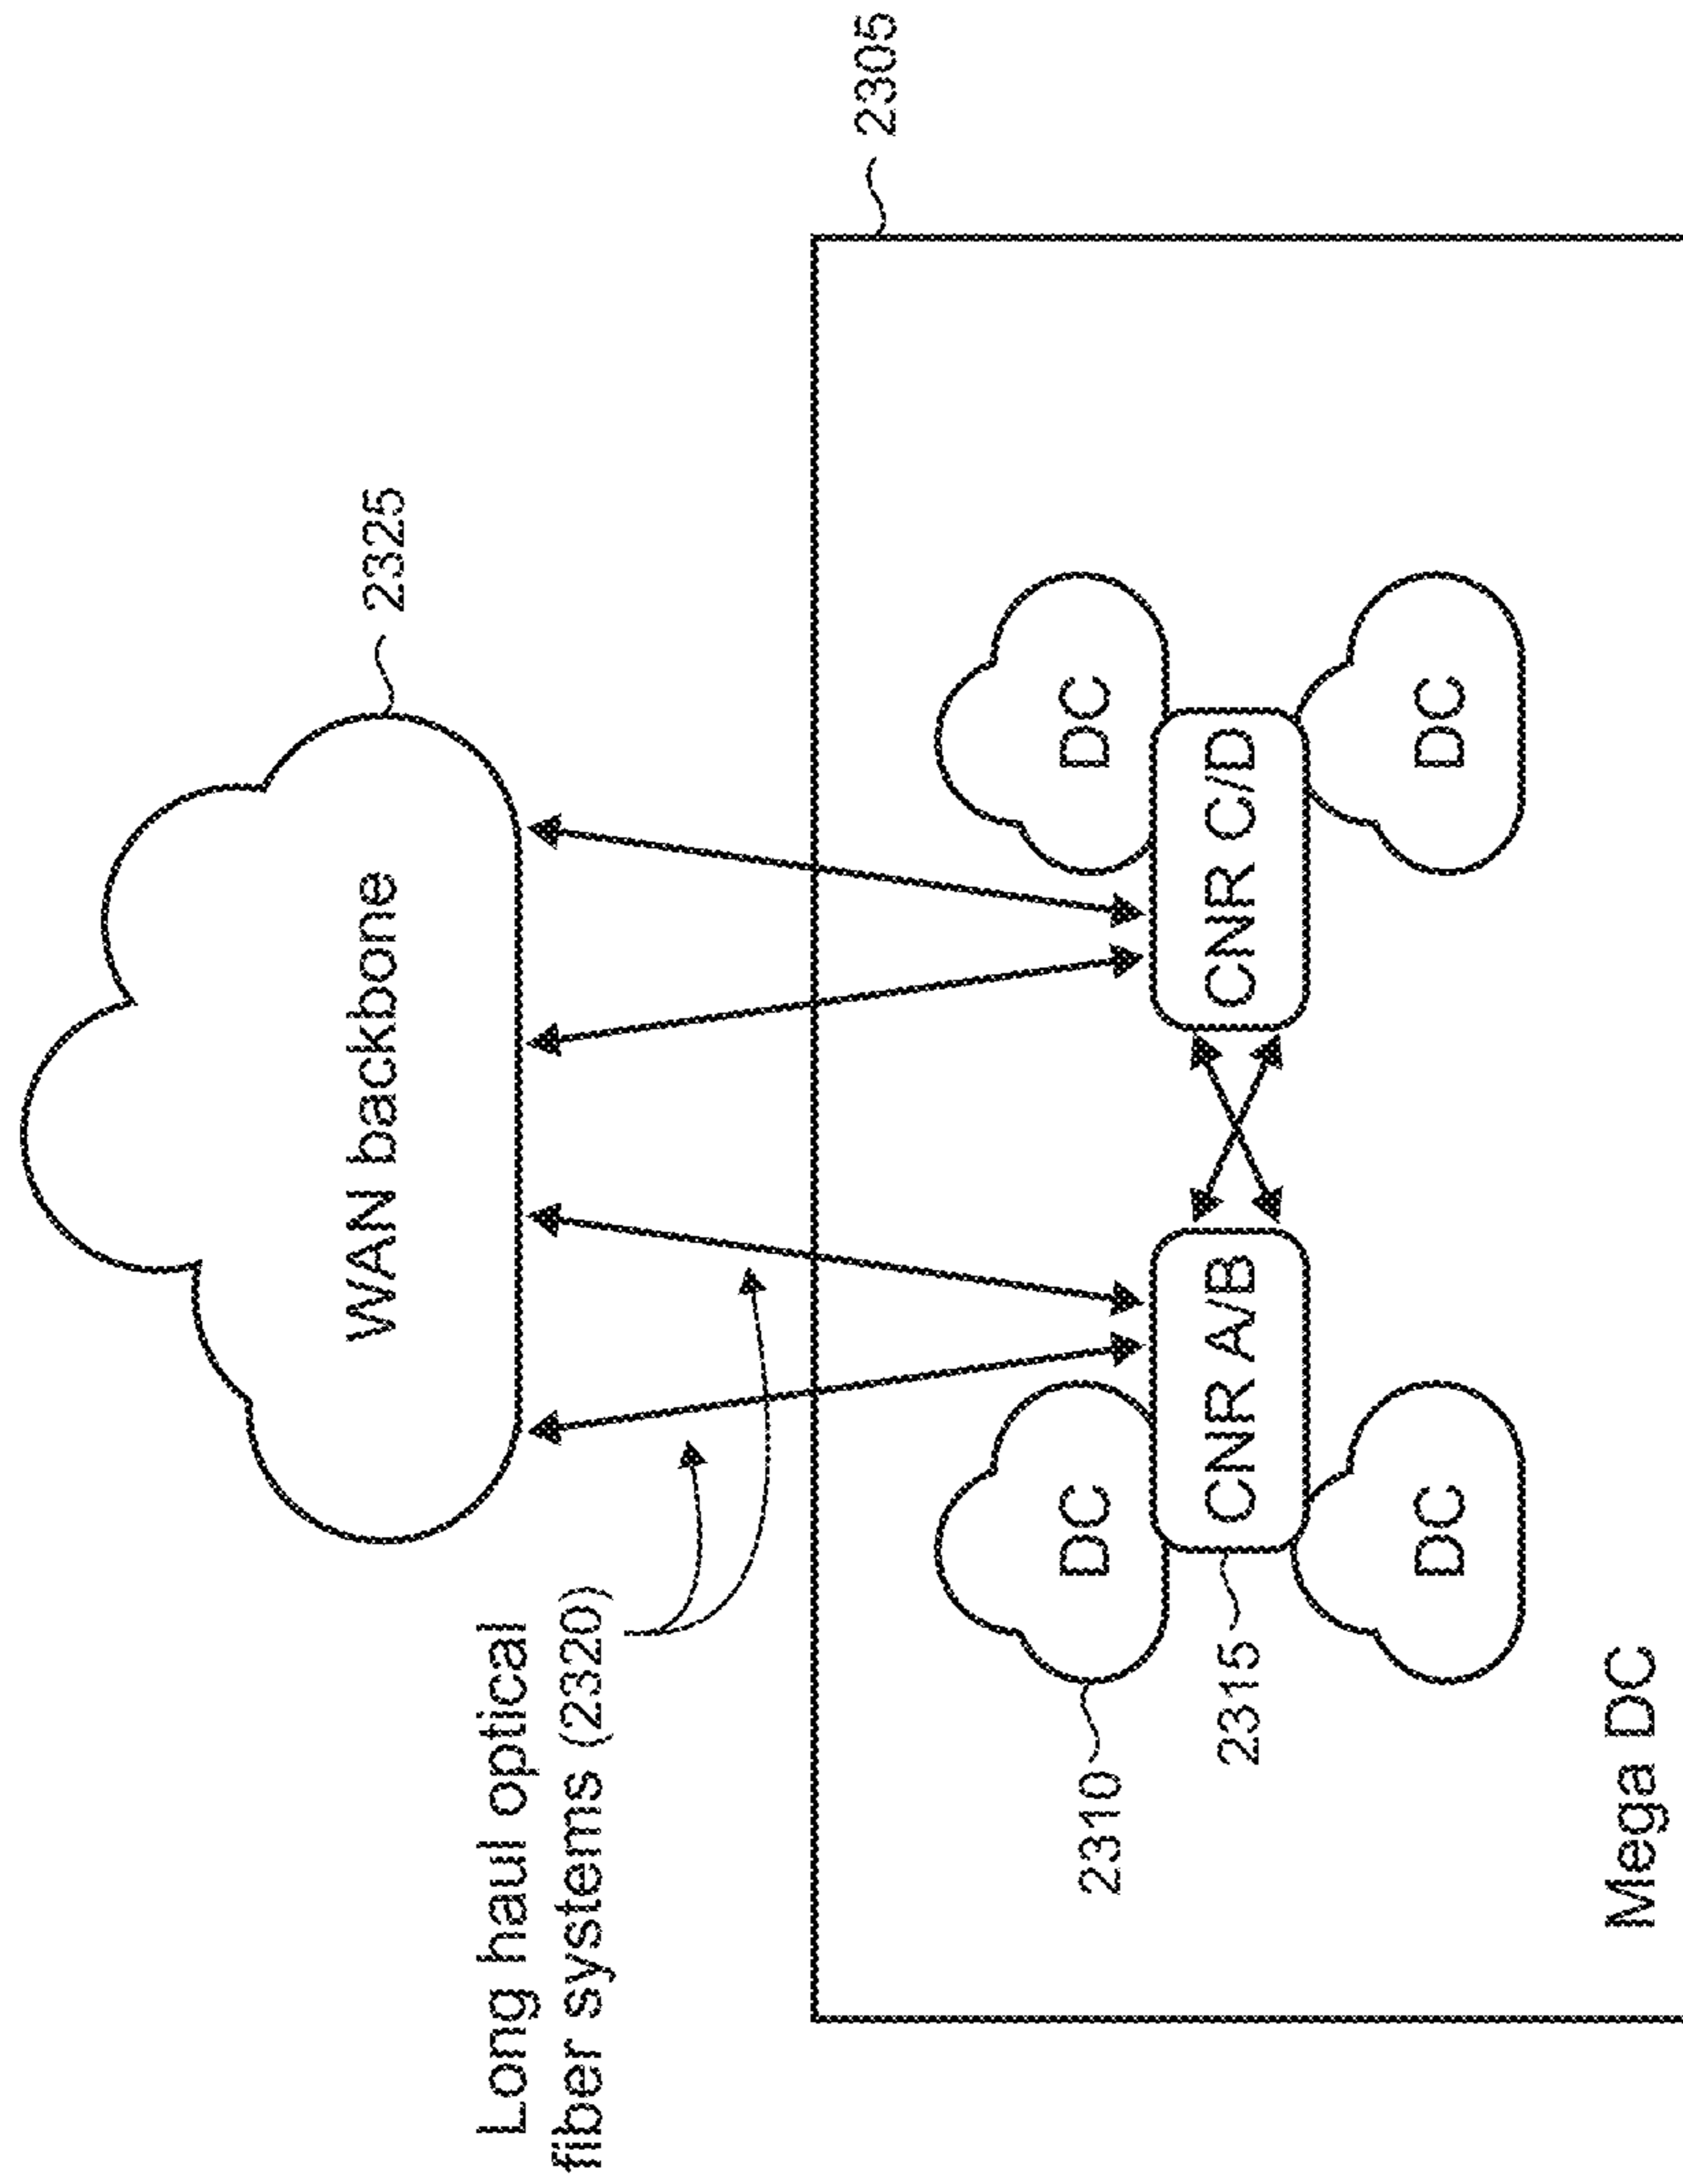 2325
WAN backbone
Long haul optical
fiber systems (2320)
2305
DC
DC
2310
CNR A/B
CNR C/D
2315
DC
DC
Mega DC